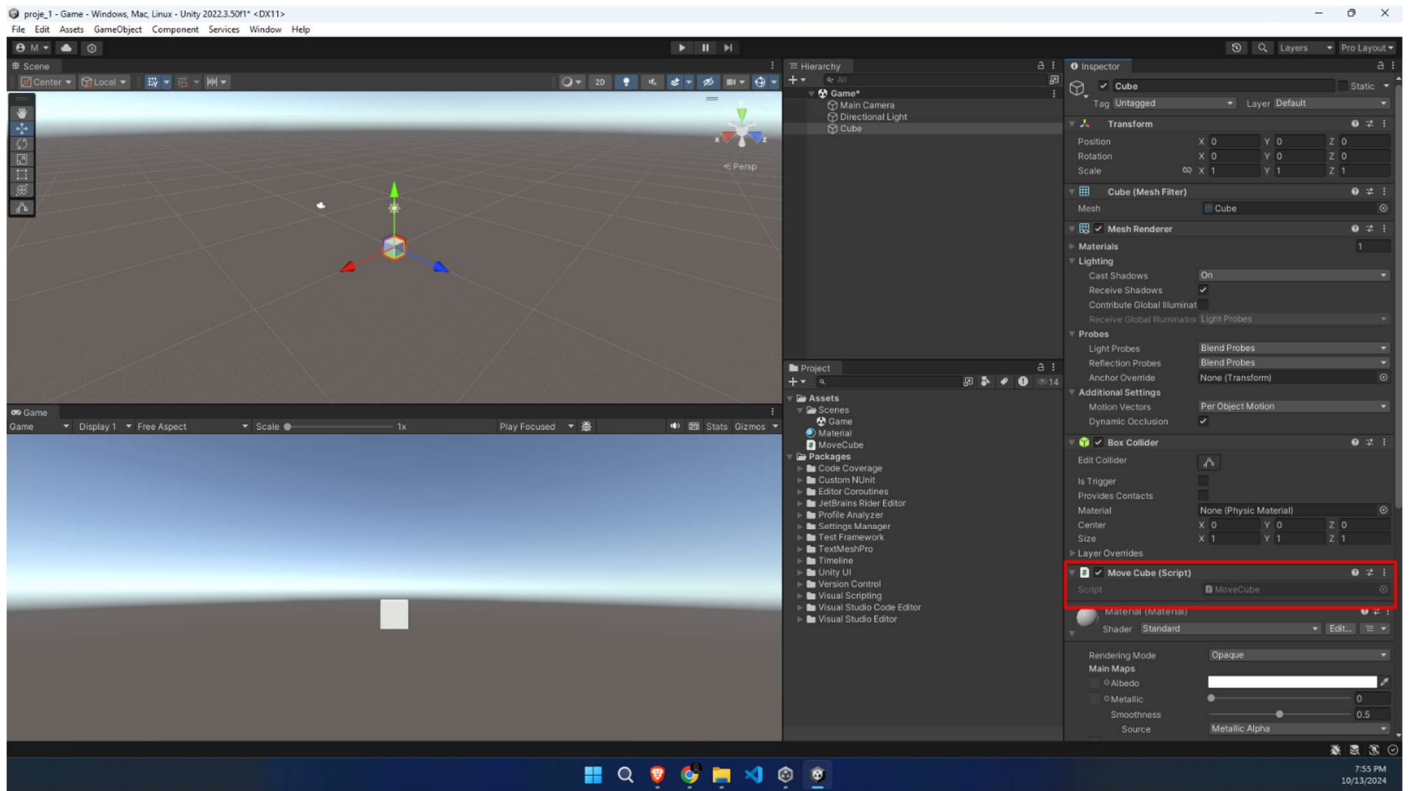 proje_1 - Game - Windows, Mac, Linux - Unity 2022.3.50f1* <DX11>
File Edit Assets GameObject Component Services Window Help
M
Layers Pro Layout
Scene
Center Local 2D
Persp
x z
Game
Game Display 1 Free Aspect Scale 1x Play Focused Stats Gizmos
Hierarchy
All
Game*
Main Camera
Directional Light
Cube
Project
14
Assets
Scenes
Game
Material
MoveCube
Packages
Code Coverage
Custom NUnit
Editor Coroutines
JetBrains Rider Editor
Profile Analyzer
Settings Manager
Test Framework
TextMeshPro
Timeline
Unity UI
Version Control
Visual Scripting
Visual Studio Code Editor
Visual Studio Editor
Inspector
Cube Static
Tag Untagged Layer Default
Transform
Position X 0 Y 0 Z 0
Rotation X 0 Y 0 Z 0
Scale X 1 Y 1 Z 1
Cube (Mesh Filter)
Mesh Cube
Mesh Renderer
Materials 1
Lighting
Cast Shadows On
Receive Shadows
Contribute Global Illuminat
Receive Global Illumination Light Probes
Probes
Light Probes Blend Probes
Reflection Probes Blend Probes
Anchor Override None (Transform)
Additional Settings
Motion Vectors Per Object Motion
Dynamic Occlusion
Box Collider
Edit Collider
Is Trigger
Provides Contacts
Material None (Physic Material)
Center X 0 Y 0 Z 0
Size X 1 Y 1 Z 1
Layer Overrides
Move Cube (Script)
Script MoveCube
Material (Material)
Shader Standard Edit...
Rendering Mode Opaque
Main Maps
Albedo
Metallic 0
Smoothness 0.5
Source Metallic Alpha
7:55 PM
10/13/2024